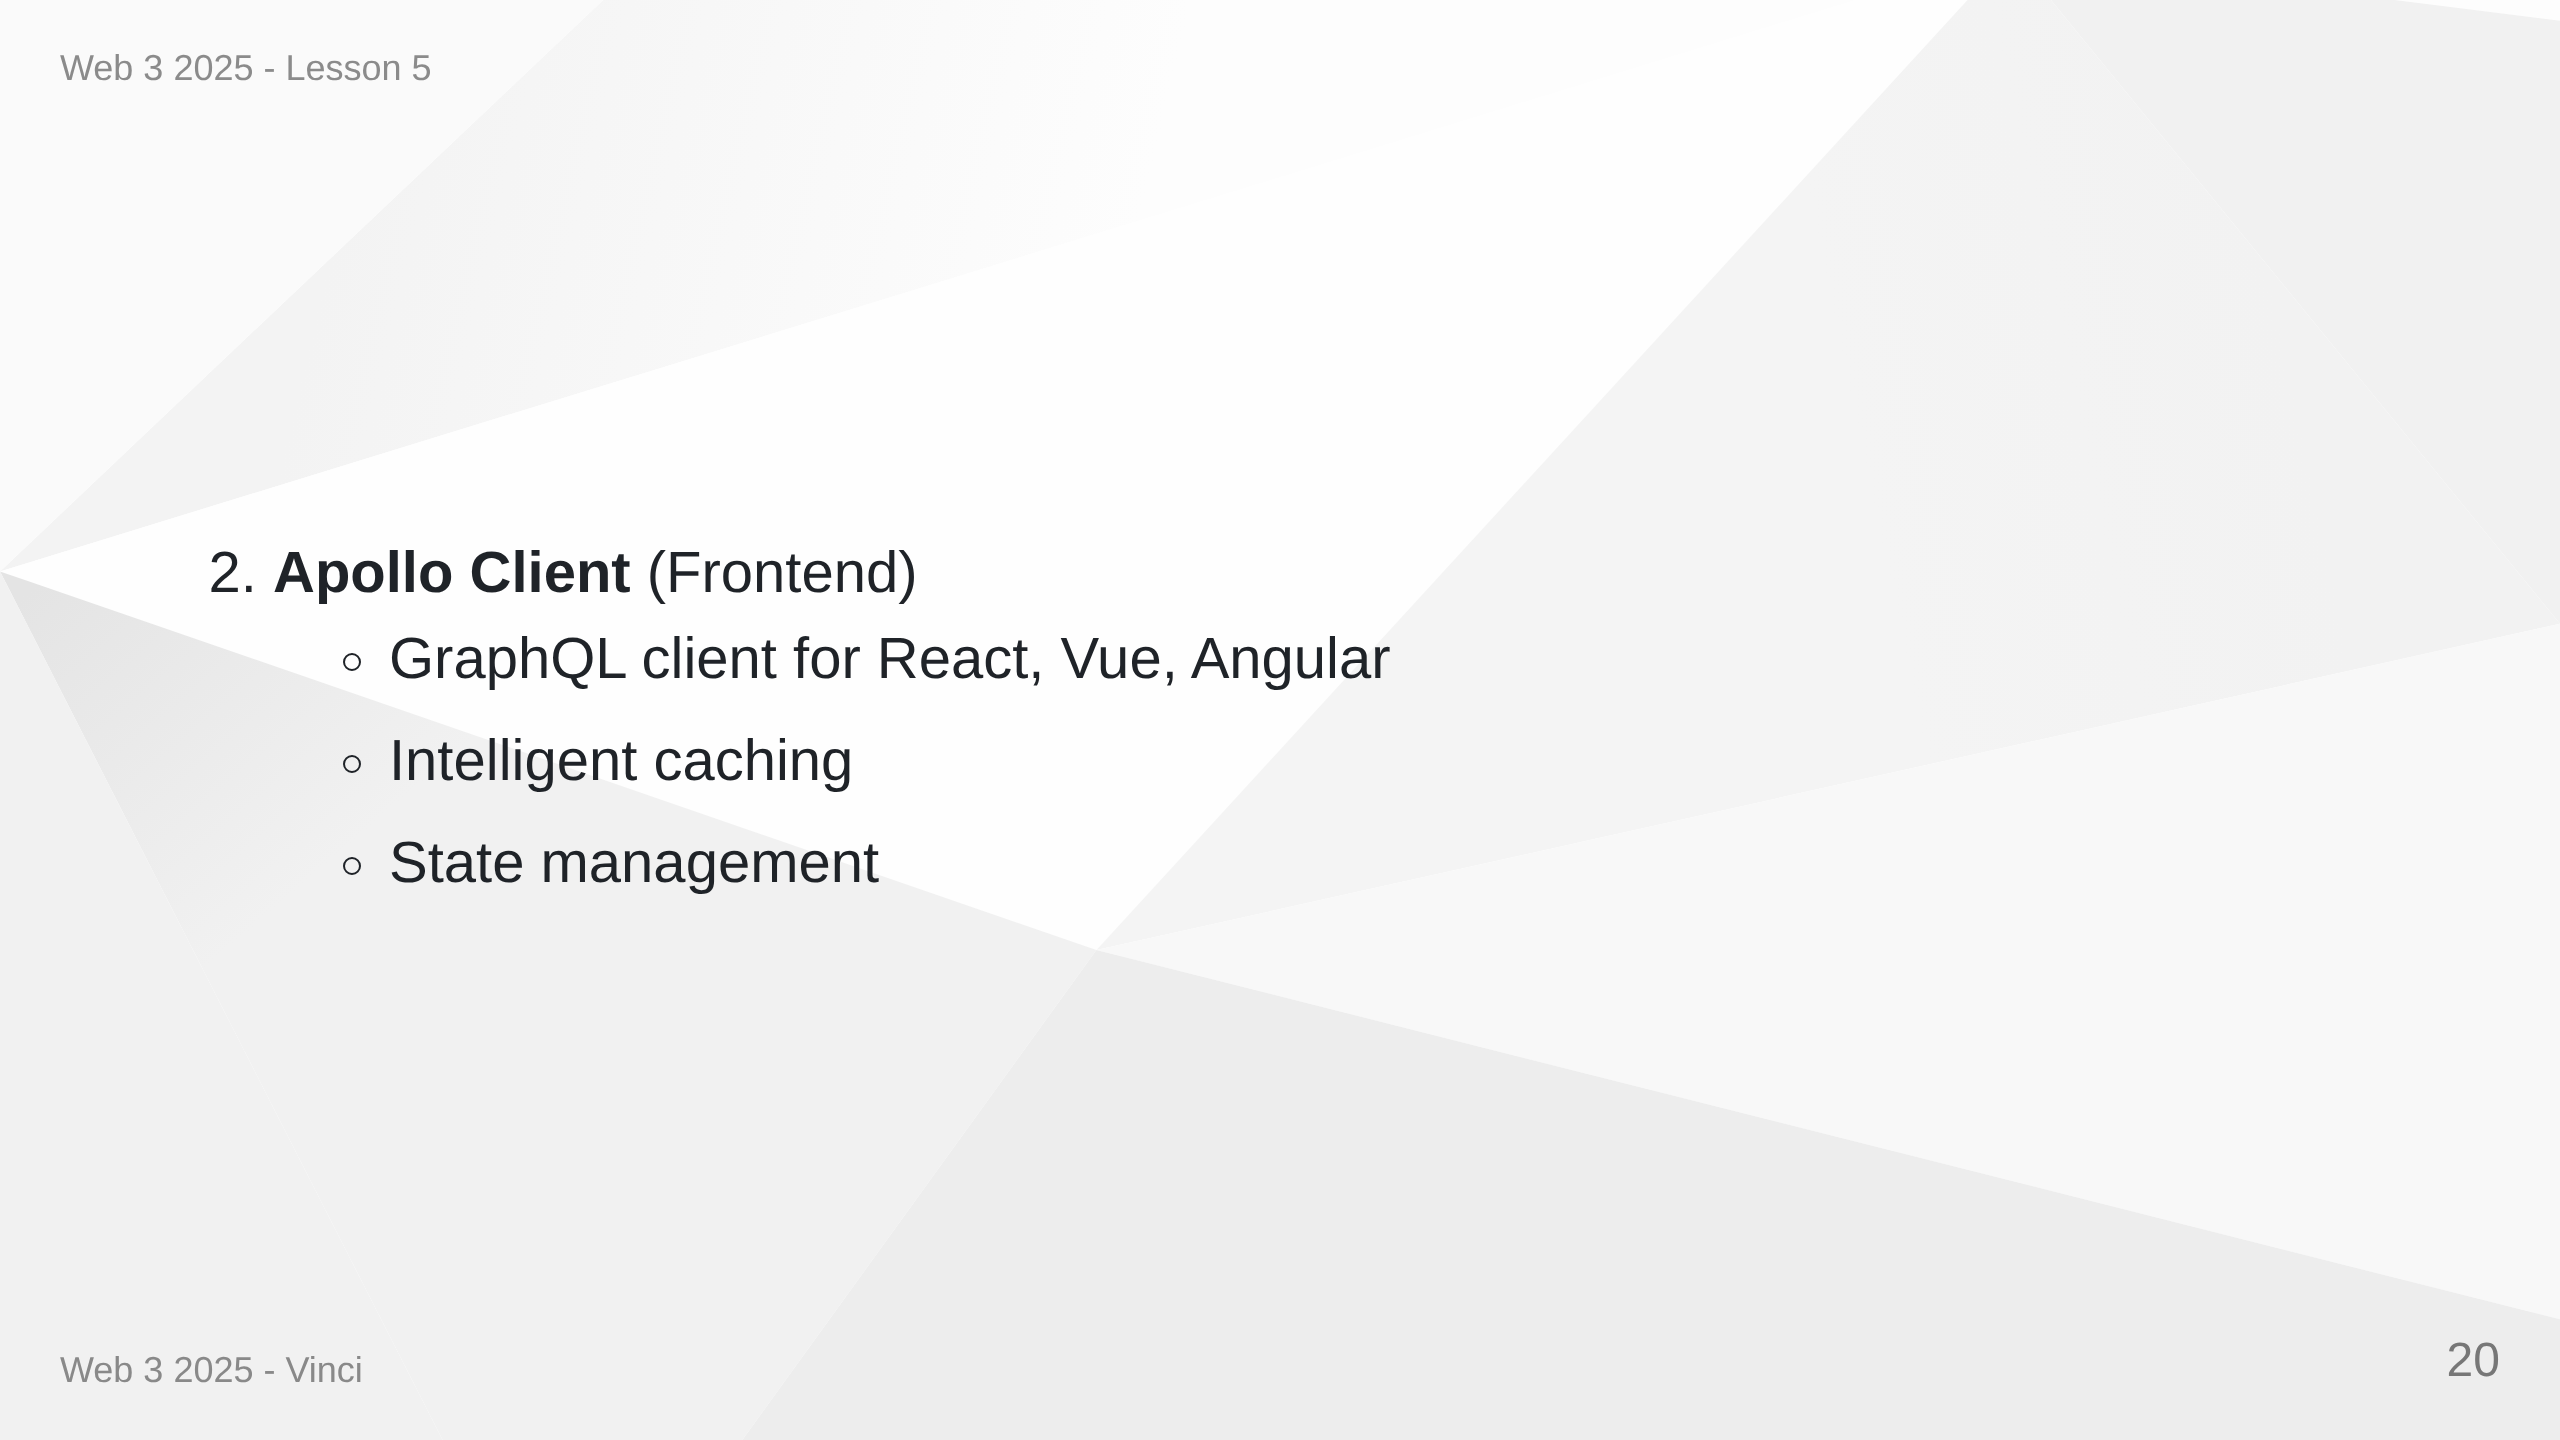 Web 3 2025 - Lesson 5
2. Apollo Client (Frontend)
○ GraphQL client for React, Vue, Angular
○ Intelligent caching
○ State management
Web 3 2025 - Vinci
20